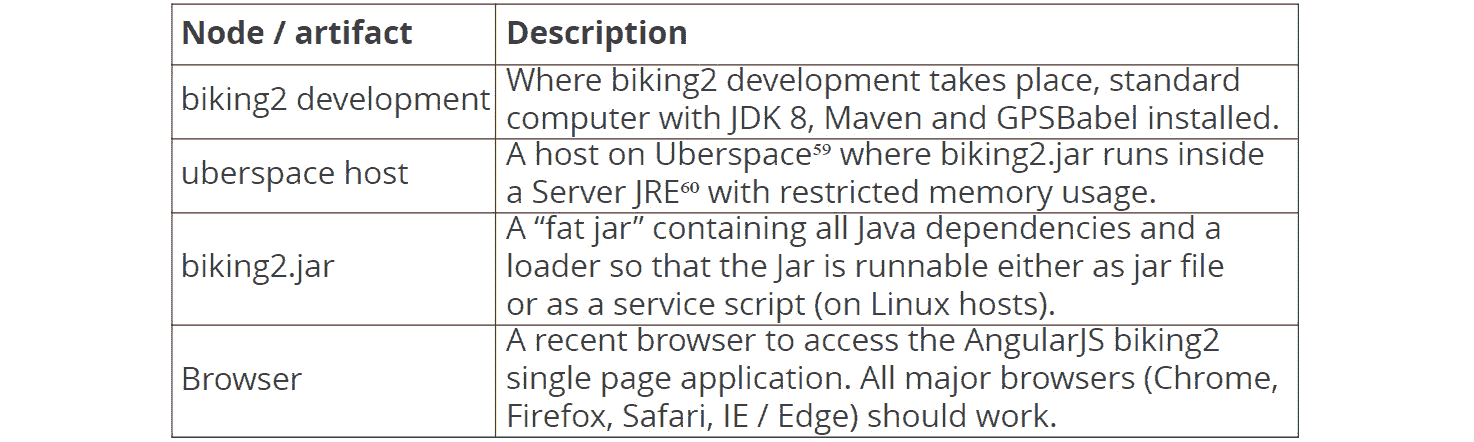 Node / artifact Description
biking2 development Where biking2 development takes place, standard
computer with JDK 8, Maven and GPSBabel installed.
uberspace host A host on Uberspace⁵⁹ where biking2.jar runs inside
a Server JRE⁶⁰ with restricted memory usage.
biking2.jar A “fat jar” containing all Java dependencies and a
loader so that the Jar is runnable either as jar file
or as a service script (on Linux hosts).
Browser A recent browser to access the AngularJS biking2
single page application. All major browsers (Chrome,
Firefox, Safari, IE / Edge) should work.